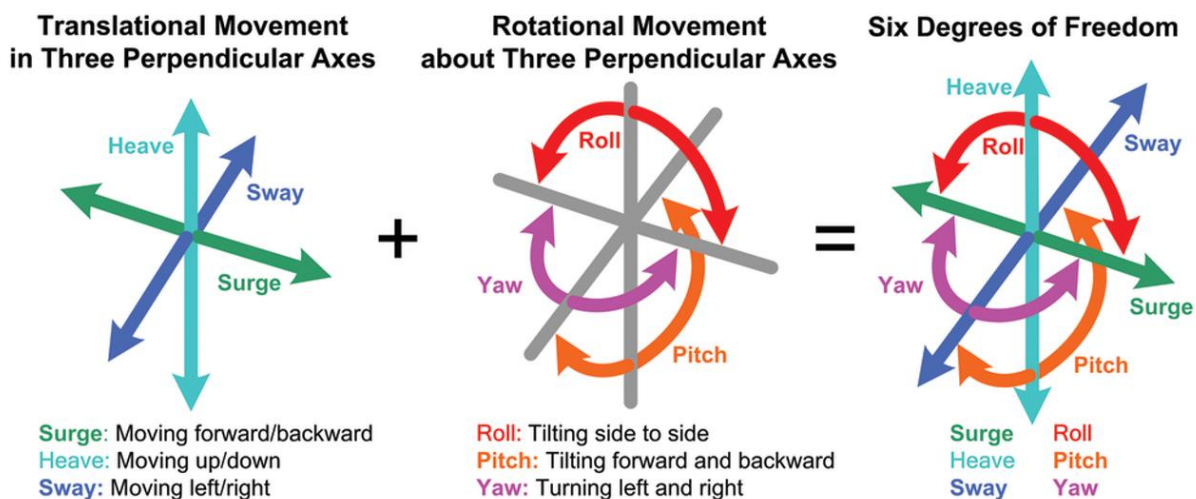 Translational Movement
in Three Perpendicular Axes
Heave
Sway
Surge
Surge: Moving forward/backward
Heave: Moving up/down
Sway: Moving left/right
+
Rotational Movement
about Three Perpendicular Axes
Roll
Yaw
Pitch
Roll: Tilting side to side
Pitch: Tilting forward and backward
Yaw: Turning left and right
=
Six Degrees of Freedom
Heave
Sway
Roll
Yaw
Surge
Pitch
Surge Roll
Heave Pitch
Sway Yaw